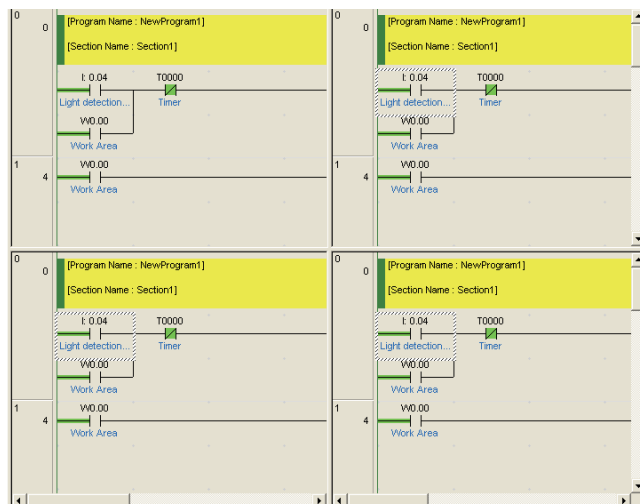 0
0
[Program Name : NewProgram1]
[Section Name : Section1]
I: 0.04 T0000
Light detection... Timer
W0.00
Work Area
1
4
W0.00
Work Area
0
0
[Program Name : NewProgram1]
[Section Name : Section1]
I: 0.04 T0000
Light detection... Timer
W0.00
Work Area
1
4
W0.00
Work Area
0
0
[Program Name : NewProgram1]
[Section Name : Section1]
I: 0.04 T0000
Light detection... Timer
W0.00
Work Area
1
4
W0.00
Work Area
0
0
[Program Name : NewProgram1]
[Section Name : Section1]
I: 0.04 T0000
Light detection... Timer
W0.00
Work Area
1
4
W0.00
Work Area